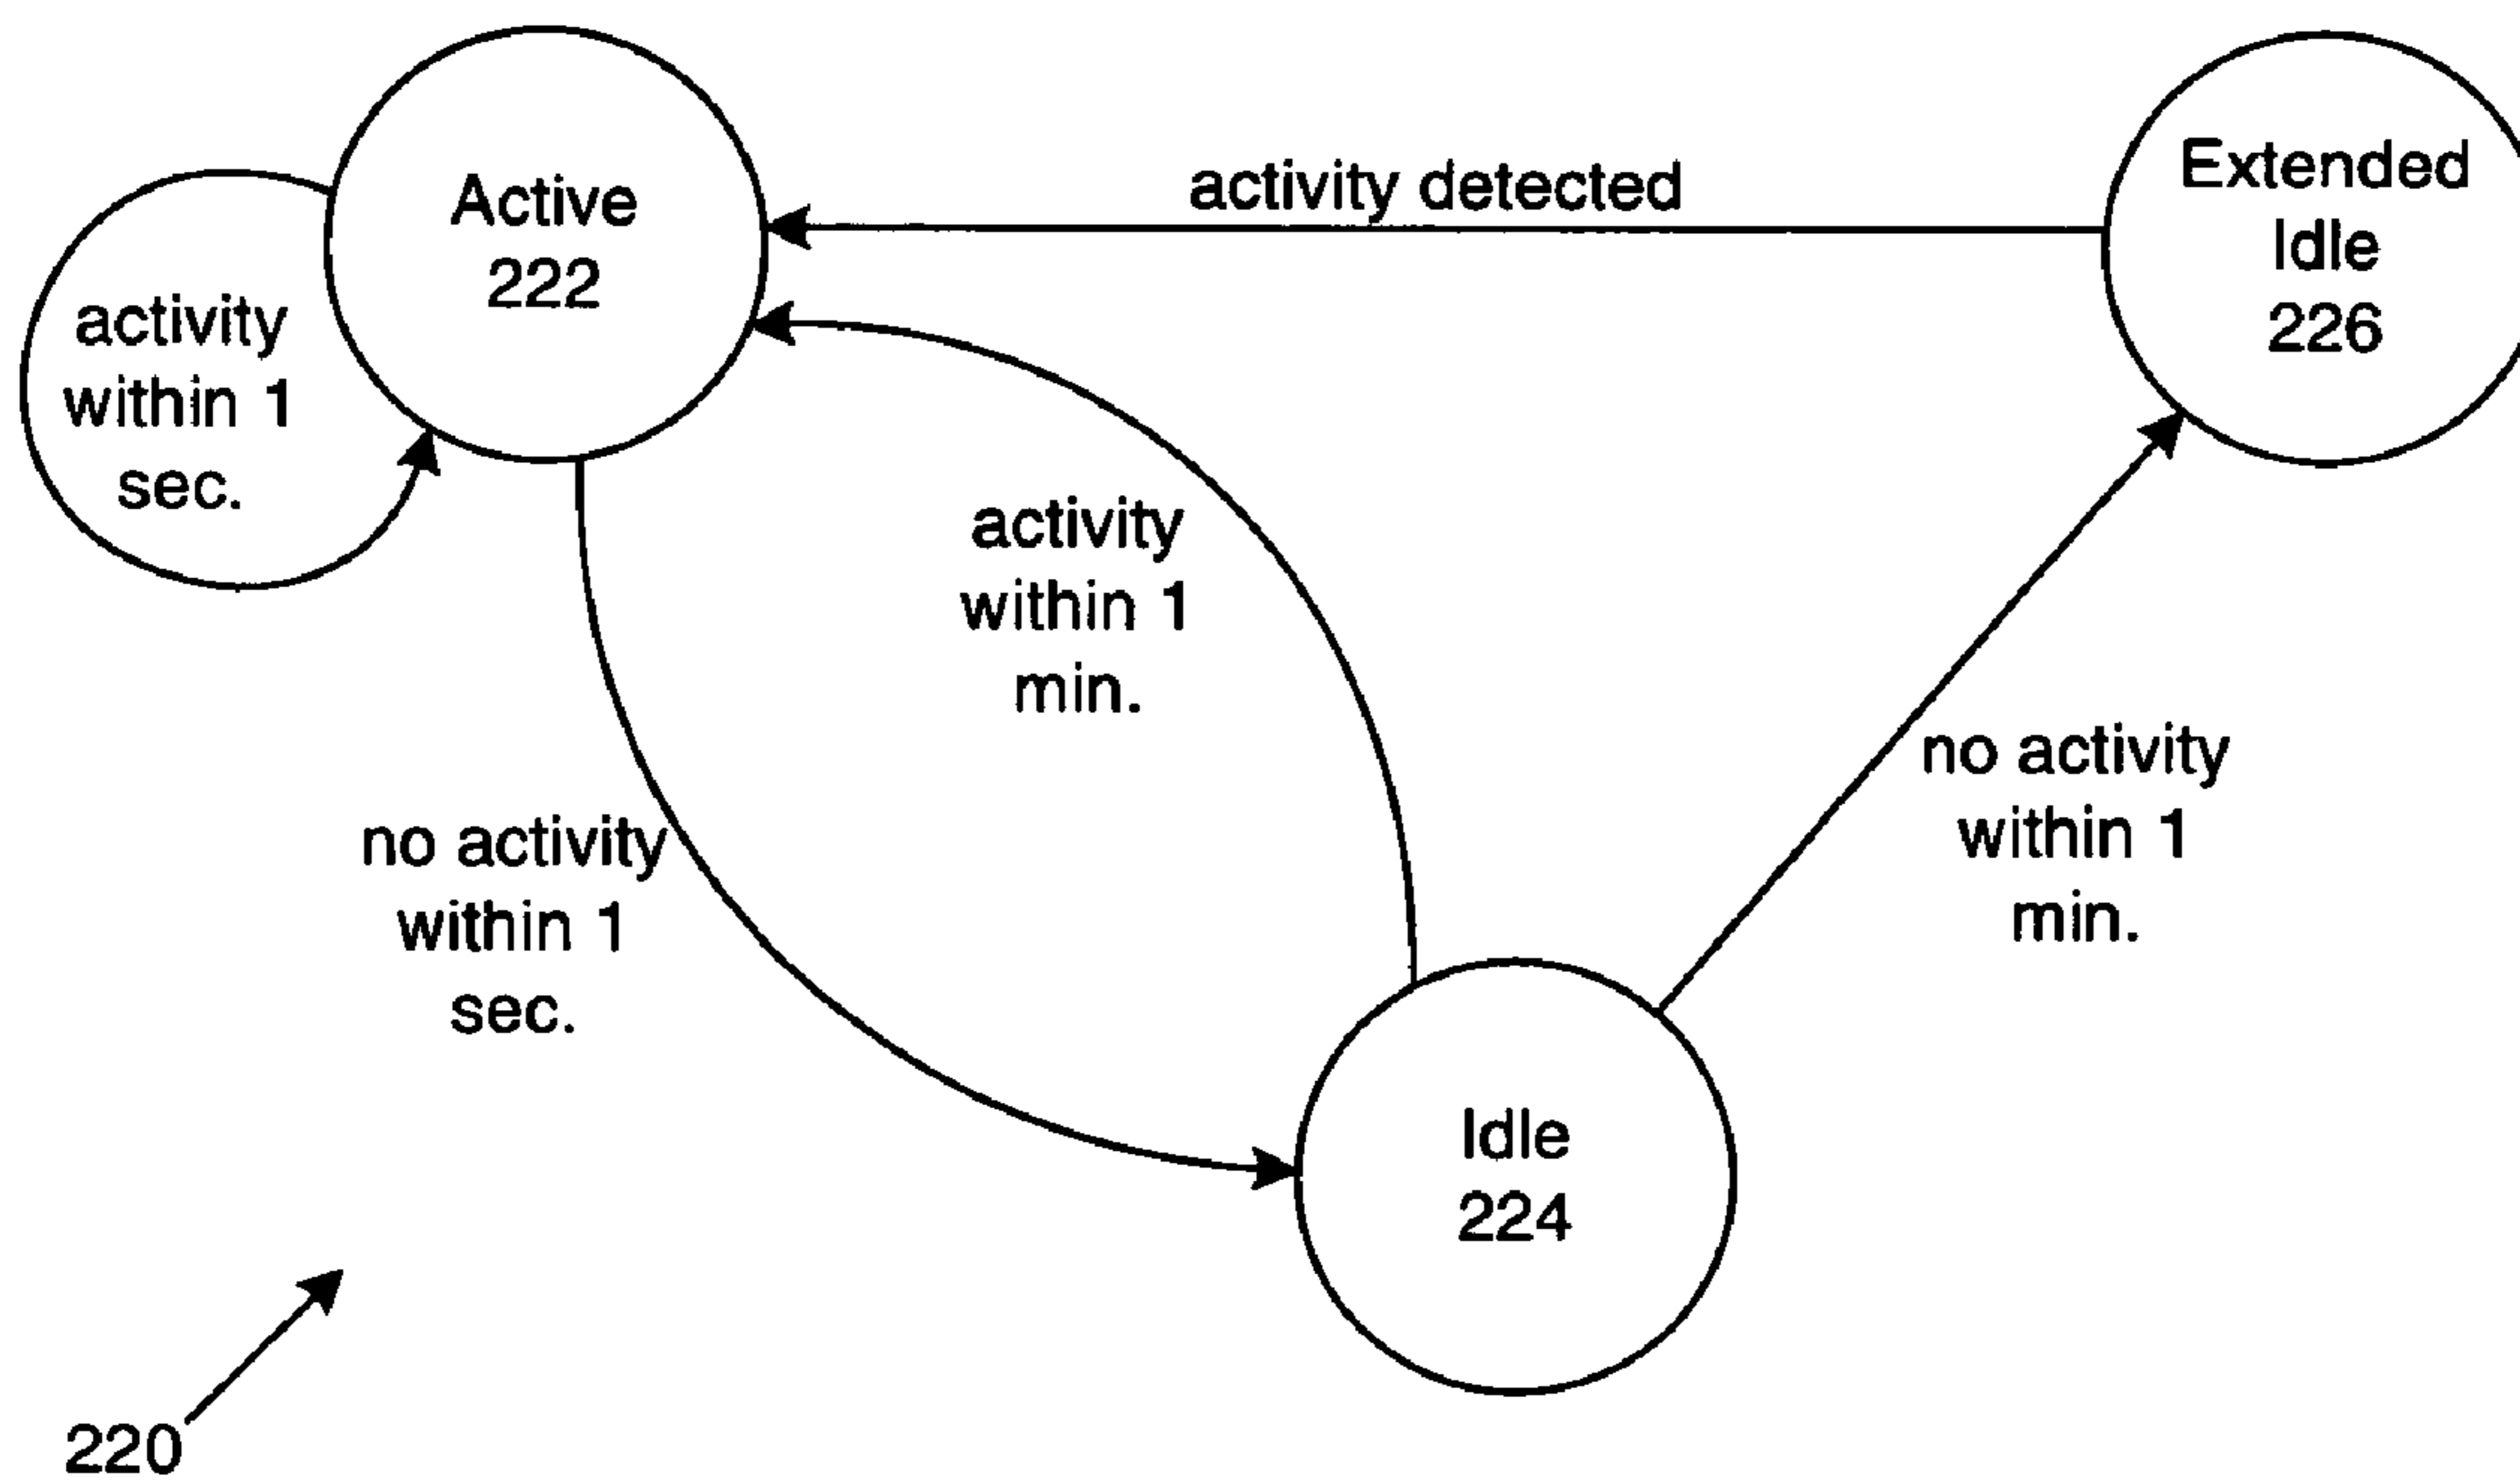 Active
222
activity
within 1
sec.
activity detected
Extended
Idle
226
activity
within 1
min.
no activity
within 1
sec.
no activity
within 1
min.
Idle
224
220